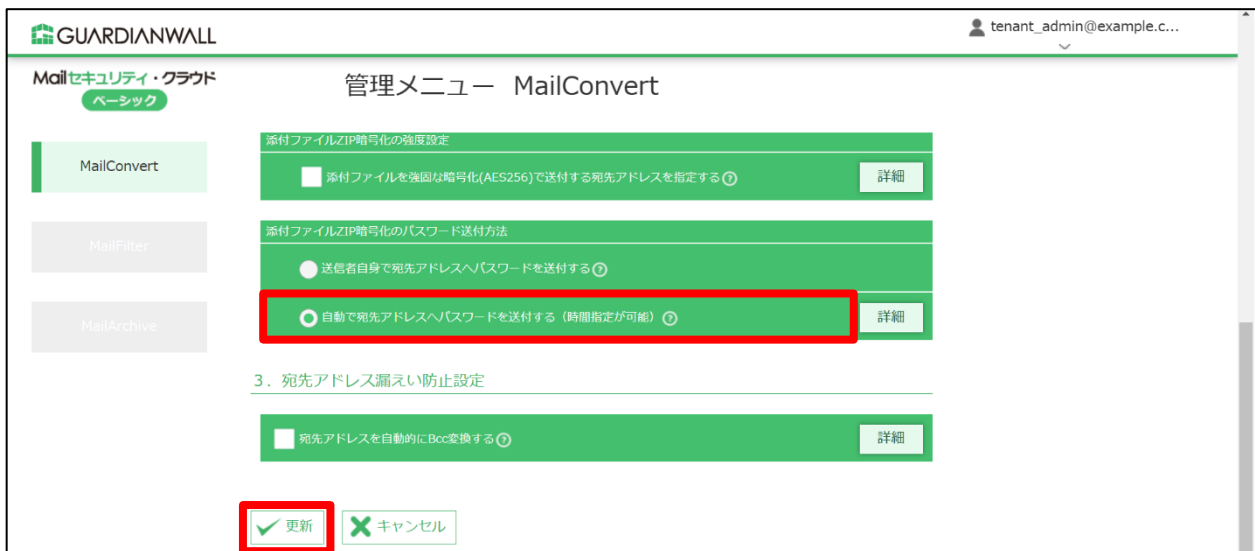 GUARDIANWALL
tenant_admin@example.c...
Mailセキュリティ・クラウド
ベーシック
管理メニュー MailConvert
MailConvert
MailFilter
MailArchive
添付ファイルZIP暗号化の強度設定
添付ファイルを強固な暗号化(AES256)で送付する宛先アドレスを指定する?
詳細
添付ファイルZIP暗号化のパスワード送付方法
送信者自身で宛先アドレスへパスワードを送付する?
自動で宛先アドレスへパスワードを送付する（時間指定が可能）?
詳細
3．宛先アドレス漏えい防止設定
宛先アドレスを自動的にBcc変換する?
詳細
更新
キャンセル